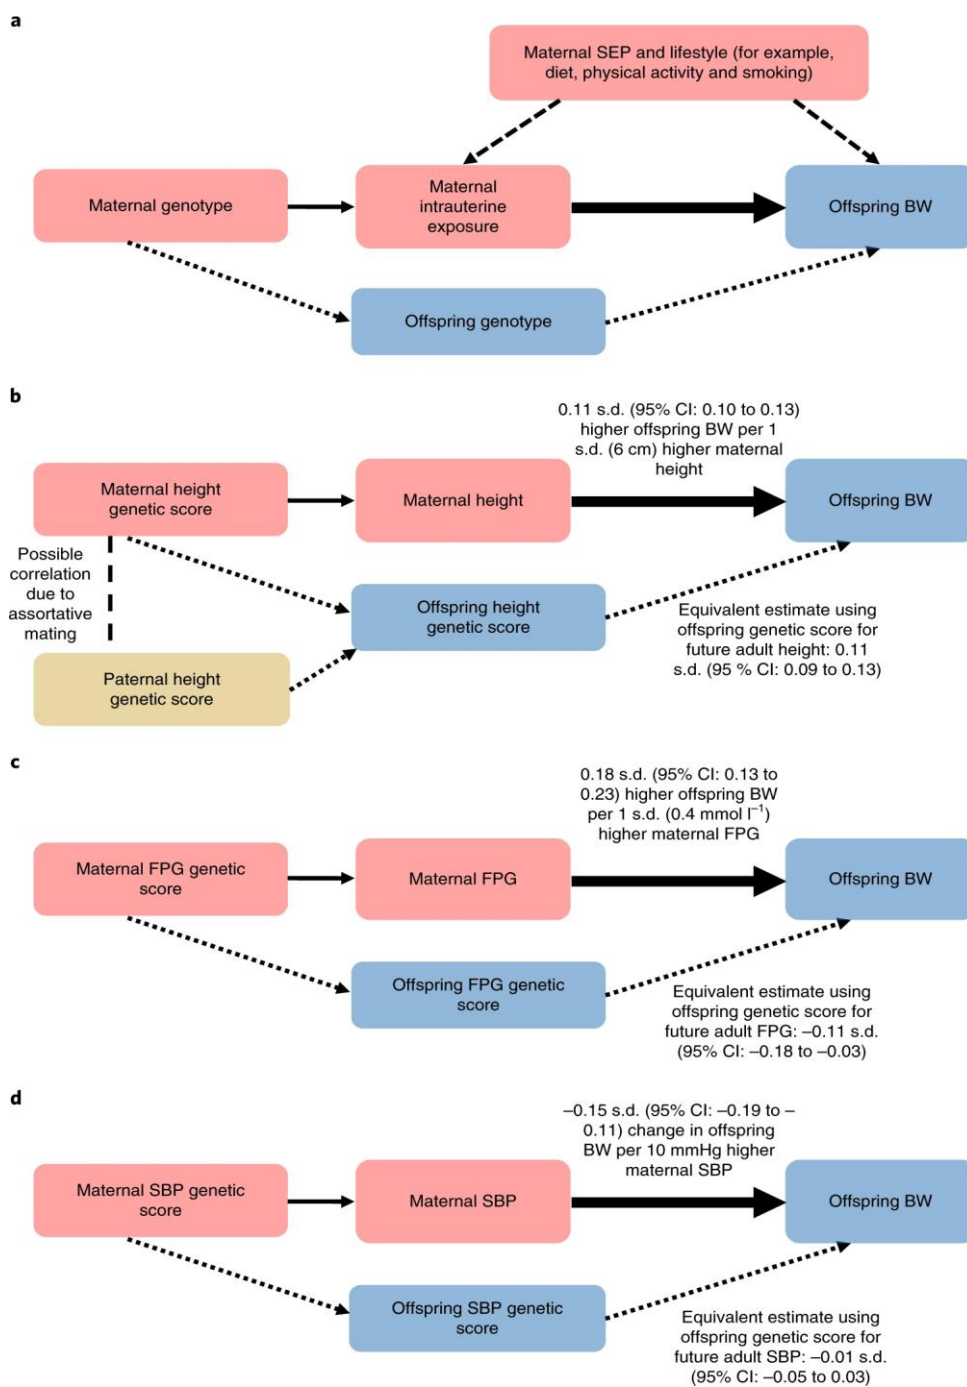 a
Maternal SEP and lifestyle (for example,
diet, physical activity and smoking)
Maternal genotype
Maternal
intrauterine
exposure
Offspring BW
Offspring genotype
b
0.11 s.d. (95% CI: 0.10 to 0.13)
higher offspring BW per 1
s.d. (6 cm) higher maternal
height
Maternal height
genetic score
Maternal height
Offspring BW
Possible
correlation
due to
assortative
mating
Offspring height
genetic score
Equivalent estimate using
offspring genetic score for
future adult height: 0.11
s.d. (95 % CI: 0.09 to 0.13)
Paternal height
genetic score
c
0.18 s.d. (95% CI: 0.13 to
0.23) higher offspring BW
per 1 s.d. (0.4 mmol l⁻¹)
higher maternal FPG
Maternal FPG genetic
score
Maternal FPG
Offspring BW
Offspring FPG genetic
score
Equivalent estimate using
offspring genetic score for
future adult FPG: –0.11 s.d.
(95% CI: –0.18 to –0.03)
d
–0.15 s.d. (95% CI: –0.19 to –
0.11) change in offspring
BW per 10 mmHg higher
maternal SBP
Maternal SBP genetic
score
Maternal SBP
Offspring BW
Offspring SBP genetic
score
Equivalent estimate using
offspring genetic score for
future adult SBP: –0.01 s.d.
(95% CI: –0.05 to 0.03)